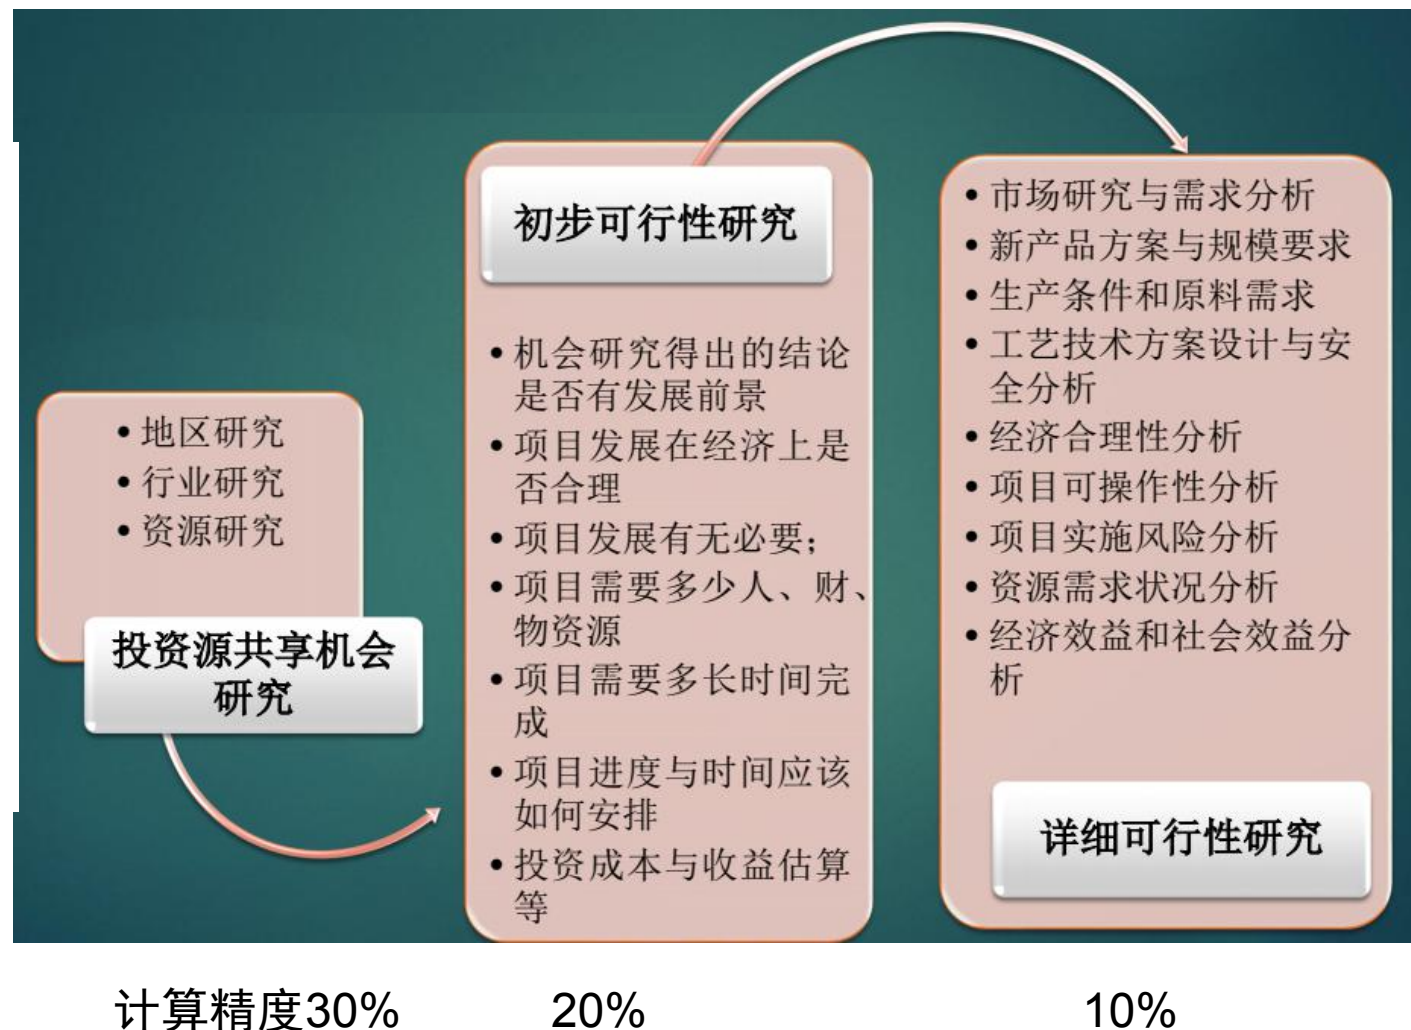 • 地区研究
• 行业研究
• 资源研究
投资源共享机会
研究
初步可行性研究
• 机会研究得出的结论
是否有发展前景
• 项目发展在经济上是
否合理
• 项目发展有无必要；
• 项目需要多少人、财、
物资源
• 项目需要多长时间完
成
• 项目进度与时间应该
如何安排
• 投资成本与收益估算
等
• 市场研究与需求分析
• 新产品方案与规模要求
• 生产条件和原料需求
• 工艺技术方案设计与安
全分析
• 经济合理性分析
• 项目可操作性分析
• 项目实施风险分析
• 资源需求状况分析
• 经济效益和社会效益分
析
详细可行性研究
计算精度30% 20% 10%